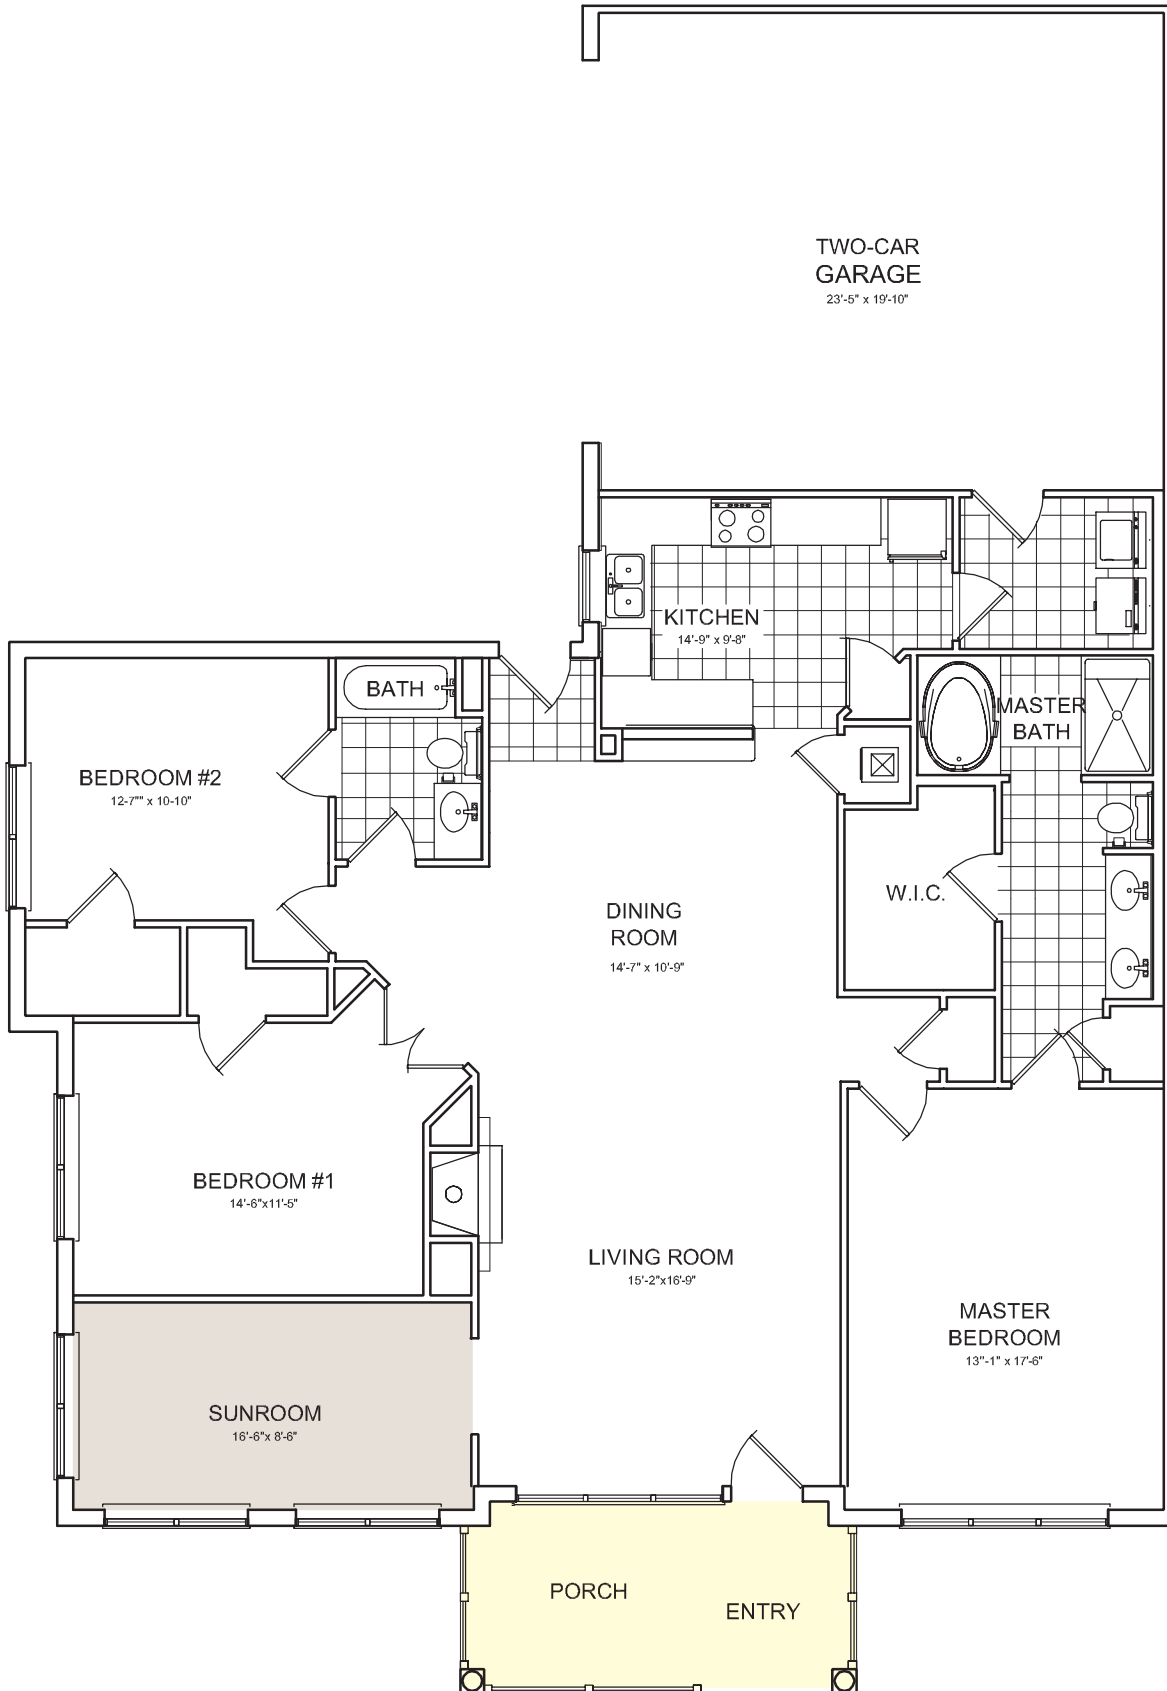 TWO-CAR
GARAGE
23'-5" x 19'-10"
KITCHEN
14'-9" x 9'-8"
BATH
MASTER
BATH
BEDROOM #2
12-7"" x 10-10"
W.I.C.
DINING
ROOM
14'-7" x 10'-9"
BEDROOM #1
14'-6"x11'-5"
LIVING ROOM
15'-2"x16'-9"
MASTER
BEDROOM
13"-1" x 17'-6"
SUNROOM
16'-6"x 8'-6"
PORCH
ENTRY